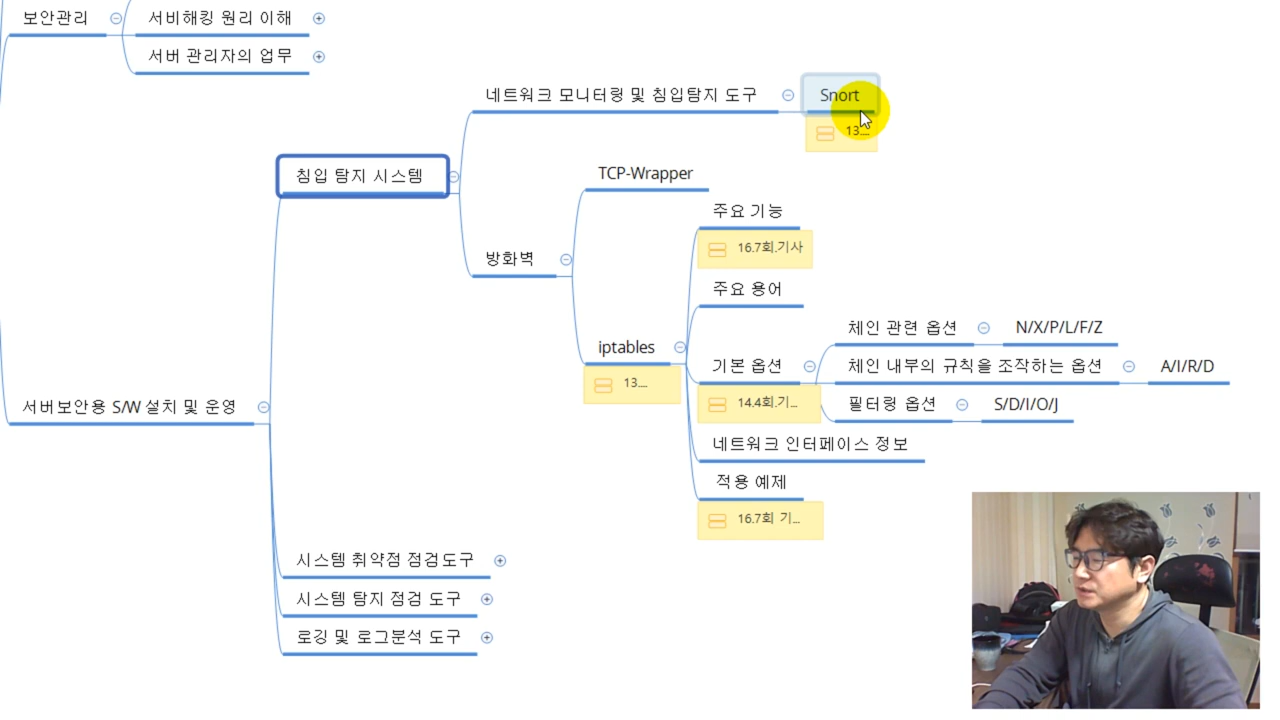 보안관리
서비해킹 원리 이해
서버 관리자의 업무
네트워크 모니터링 및 침입탐지 도구
Snort
13....
침입 탐지 시스템
TCP-Wrapper
주요 기능
16.7회.기사
방화벽
주요 용어
체인 관련 옵션
N/X/P/L/F/Z
iptables
13....
기본 옵션
14.4회.기...
체인 내부의 규칙을 조작하는 옵션
A/I/R/D
서버보안용 S/W 설치 및 운영
필터링 옵션
S/D/I/O/J
네트워크 인터페이스 정보
적용 예제
16.7회 기...
시스템 취약점 점검도구
시스템 탐지 점검 도구
로깅 및 로그분석 도구